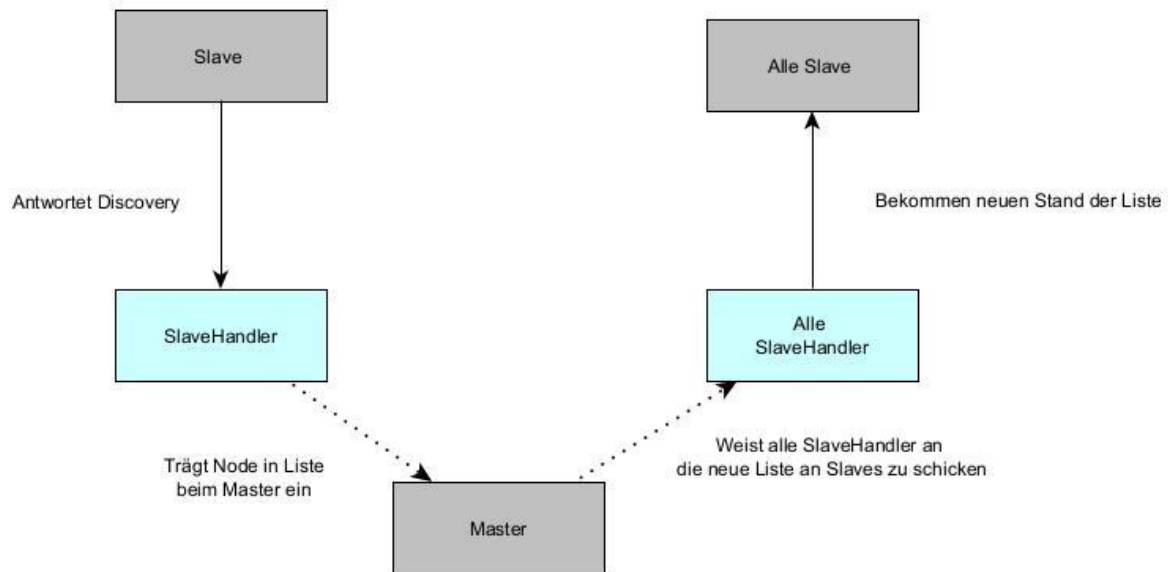 Slave
Alle Slave
Antwortet Discovery
Bekommen neuen Stand der Liste
SlaveHandler
Alle
SlaveHandler
Trägt Node in Liste
beim Master ein
Weist alle SlaveHandler an
die neue Liste an Slaves zu schicken
Master